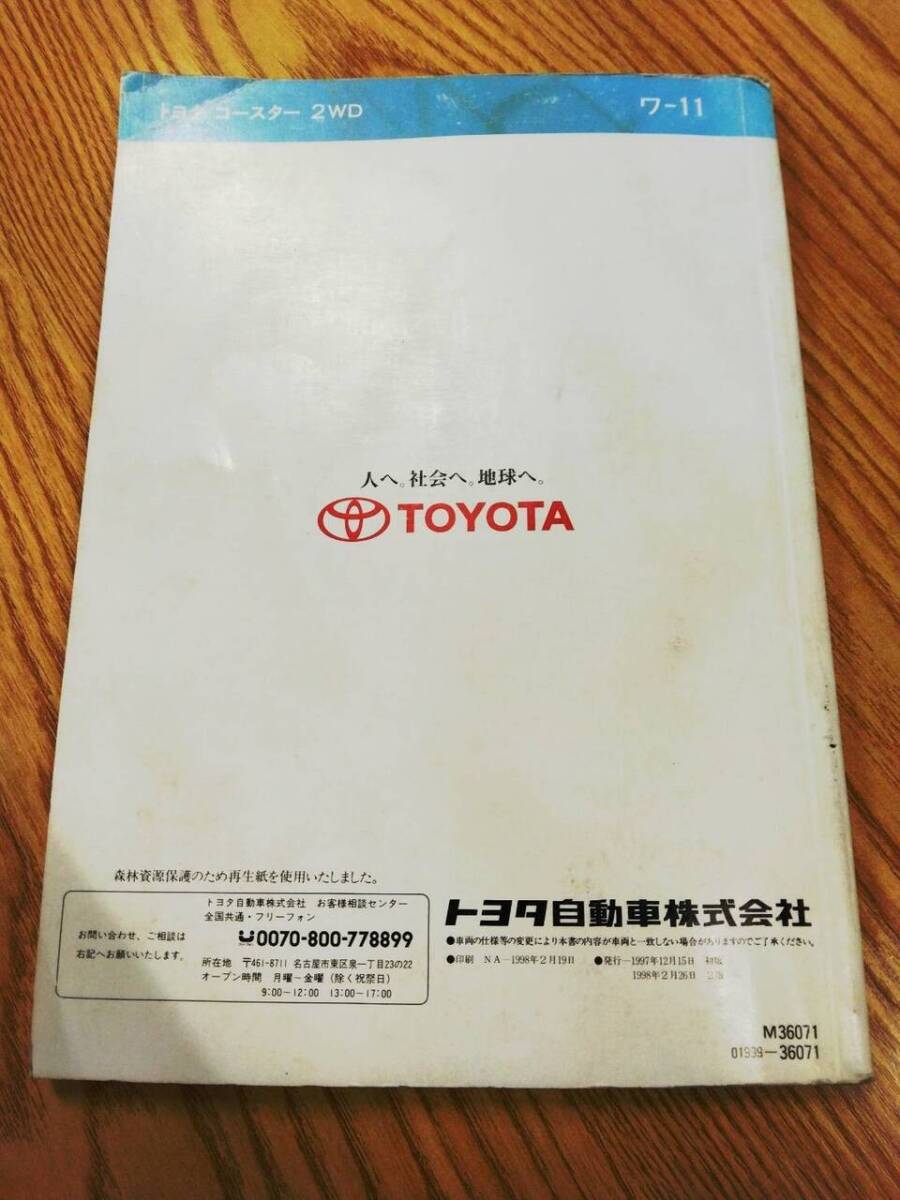 トヨタ コースター 2WD
ワ-11
人へ。社会へ。地球へ。
TOYOTA
森林資源保護のため再生紙を使用いたしました。
お問い合わせ、ご相談は
右記へお願いいたします。
トヨタ自動車株式会社 お客様相談センター
全国共通・フリーフォン
0070-800-778899
所在地 〒461-8711 名古屋市東区泉一丁目23の22
オープン時間 月曜〜金曜(除く祝祭日)
9:00〜12:00 13:00〜17:00
トヨタ自動車株式会社
●車両の仕様等の変更により本書の内容が車両と一致しない場合がありますのでご了承ください。
●印刷 NA-1998年2月19日 ●発行-1997年12月15日 初版
1998年2月26日 2版
M36071
01999-36071